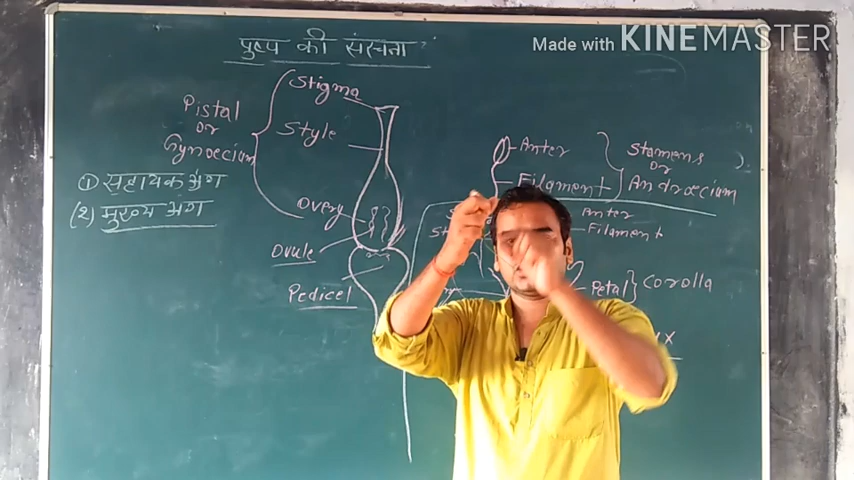 Made with KINEMASTER
पुष्प की संरचना
Stigma
Pistal
or
Gynoecium
Style
① सहायक अंग
(२) मुख्य अंग
Overy
Ovule
Pedicel
Anter
Filament
Stamens
or
Androecium
Anter
Filament
Petal} Corolla